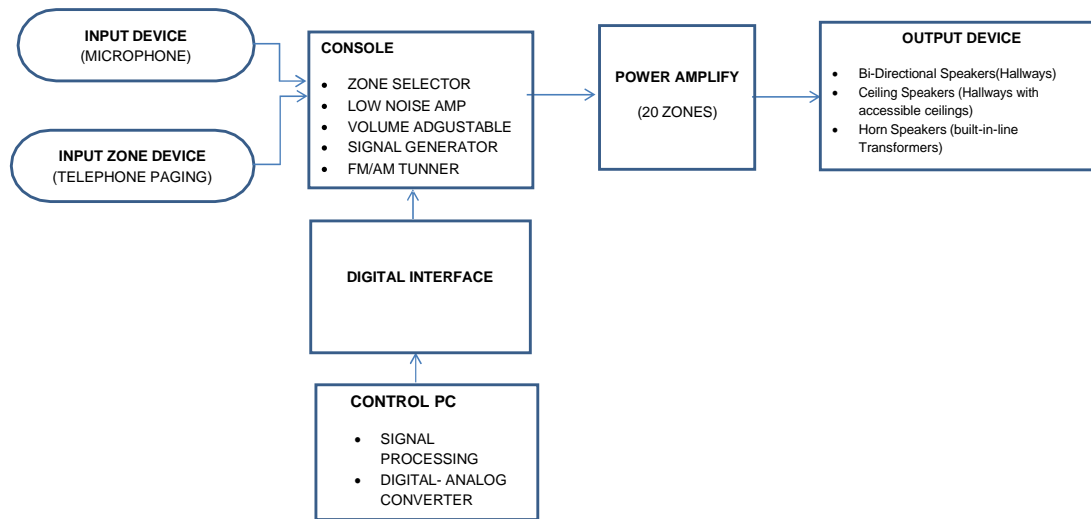 INPUT DEVICE
(MICROPHONE)
INPUT ZONE DEVICE
(TELEPHONE PAGING)
CONSOLE
• ZONE SELECTOR
• LOW NOISE AMP
• VOLUME ADGUSTABLE
• SIGNAL GENERATOR
• FM/AM TUNNER
POWER AMPLIFY
(20 ZONES)
OUTPUT DEVICE
• Bi-Directional Speakers(Hallways)
• Ceiling Speakers (Hallways with
accessible ceilings)
• Horn Speakers (built-in-line
Transformers)
DIGITAL INTERFACE
CONTROL PC
• SIGNAL
PROCESSING
• DIGITAL- ANALOG
CONVERTER